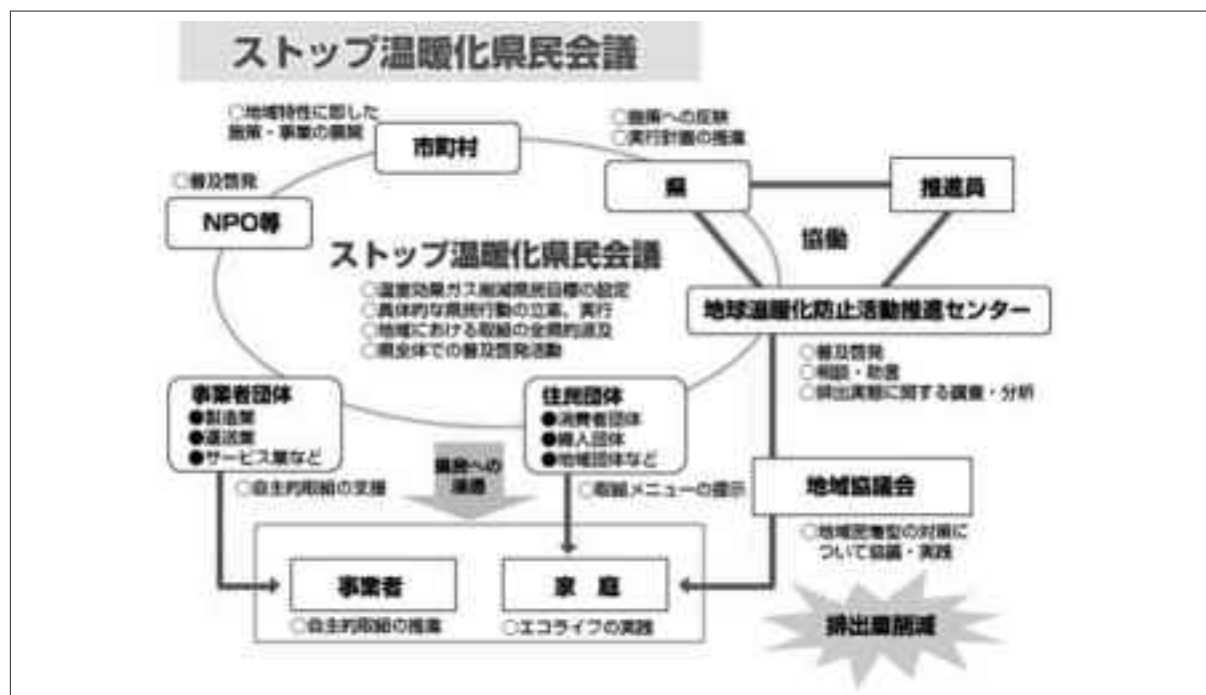 ストップ温暖化県民会議
○地域特性に即した
施策・事業の展開
市町村
○施策への反映
○実行計画の推進
県
推進員
○普及啓発
NPO等
協働
ストップ温暖化県民会議
○温室効果ガス削減県民目標の設定
○具体的な県民行動の立案、実行
○地域における取組の全県的波及
○県全体での普及啓発活動
地球温暖化防止活動推進センター
○普及啓発
○相談・助言
○排出実態に関する調査・分析
事業者団体
●製造業
●運送業
●サービス業など
住民団体
●消費者団体
●婦人団体
●地域団体など
県民への
浸透
○自主的取組の支援
○取組メニューの提示
地域協議会
○地域密着型の対策に
ついて協議・実践
事業者
家庭
○自主的取組の推進
○エコライフの実践
排出量削減